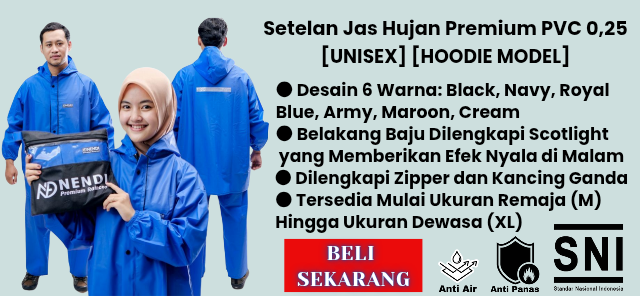 Setelan Jas Hujan Premium PVC 0,25
[UNISEX] [HOODIE MODEL]
● Desain 6 Warna: Black, Navy, Royal
Blue, Army, Maroon, Cream
● Belakang Baju Dilengkapi Scotlight
yang Memberikan Efek Nyala di Malam
● Dilengkapi Zipper dan Kancing Ganda
● Tersedia Mulai Ukuran Remaja (M)
Hingga Ukuran Dewasa (XL)
BELI
SEKARANG
Anti Air
Anti Panas
SNI
Standar Nasional Indonesia
ND NENDI